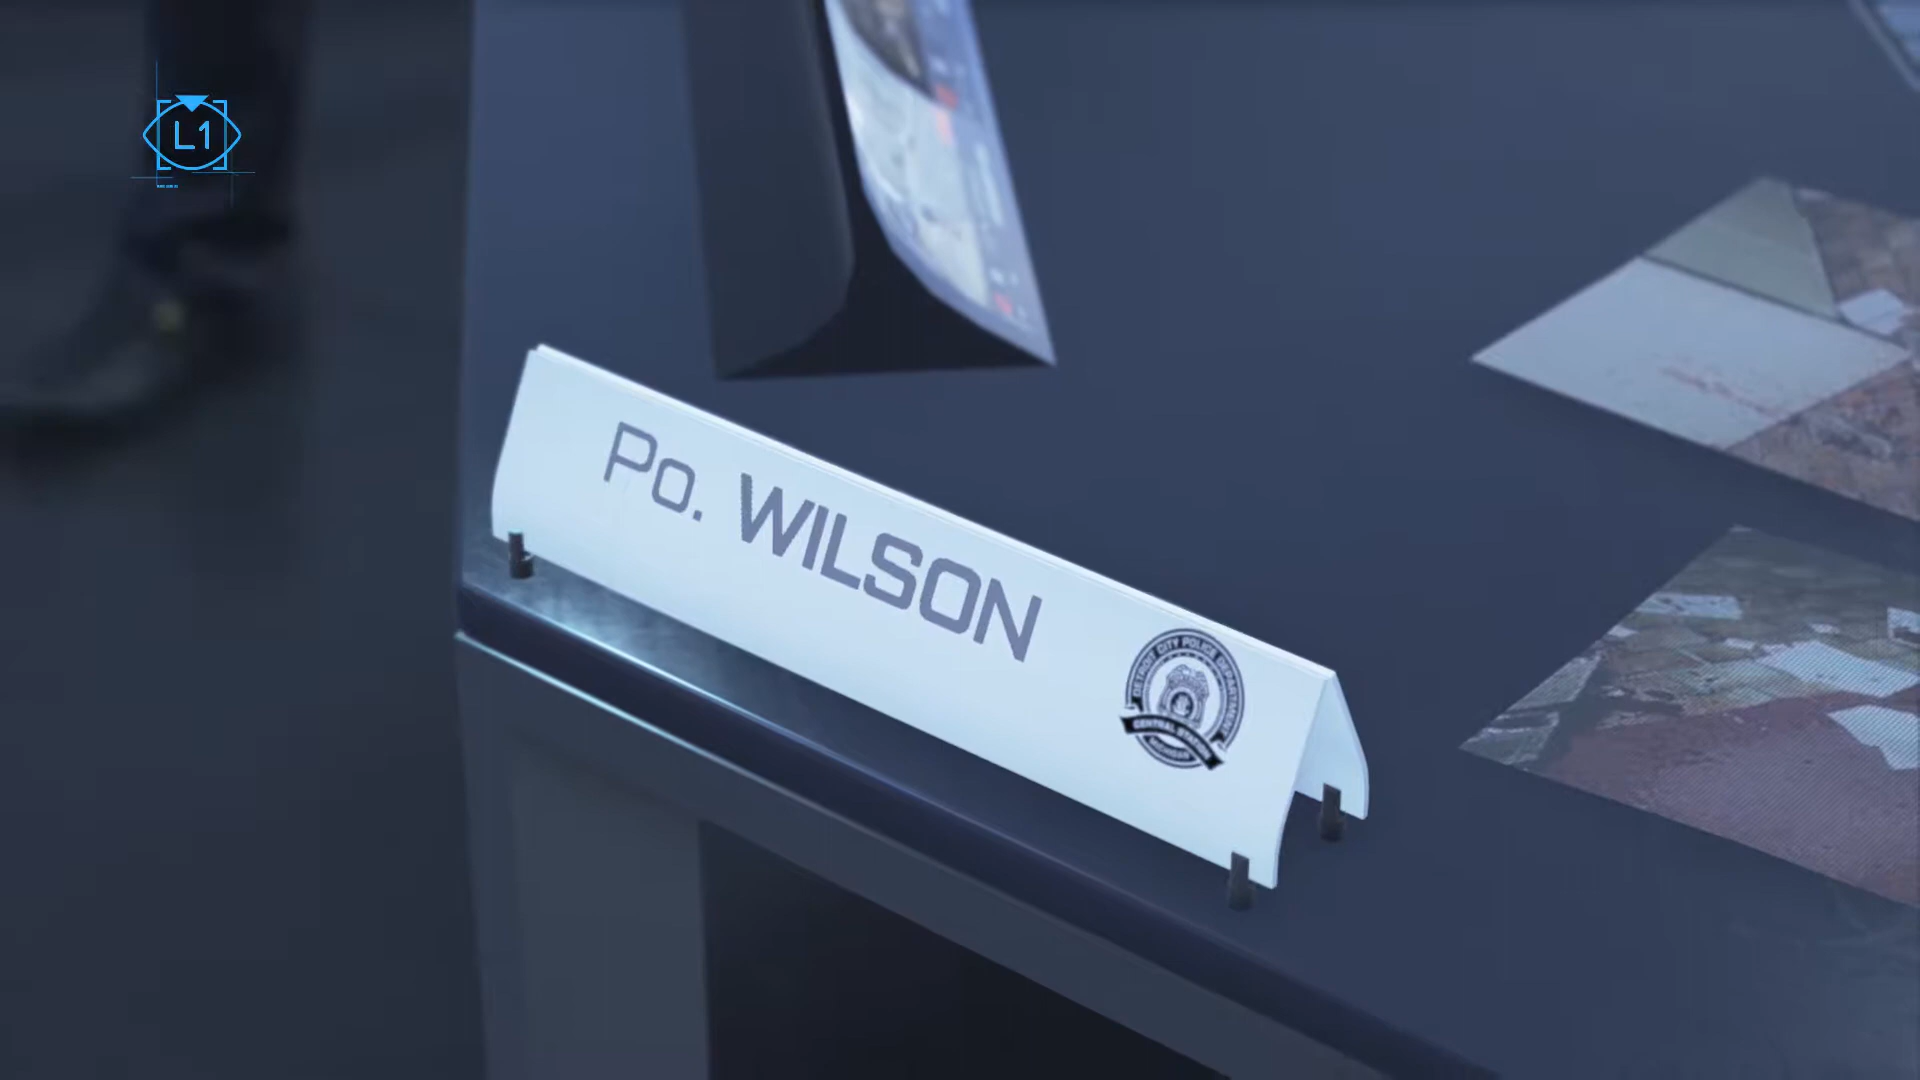 L1
Po. WILSON
DETROIT CITY POLICE DEPARTMENT
CENTRAL STATION